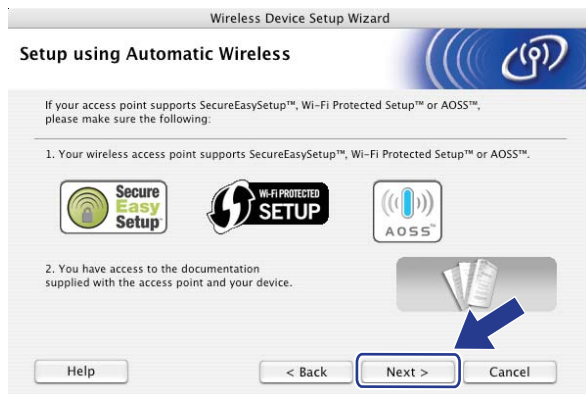 Wireless Device Setup Wizard
Setup using Automatic Wireless
If your access point supports SecureEasySetup™, Wi-Fi Protected Setup™ or AOSS™,
please make sure the following:
1. Your wireless access point supports SecureEasySetup™, Wi-Fi Protected Setup™ or AOSS™.
Secure
Easy
Setup
Wi-Fi PROTECTED
SETUP
AOSS™
2. You have access to the documentation
supplied with the access point and your device.
Help
< Back
Next >
Cancel